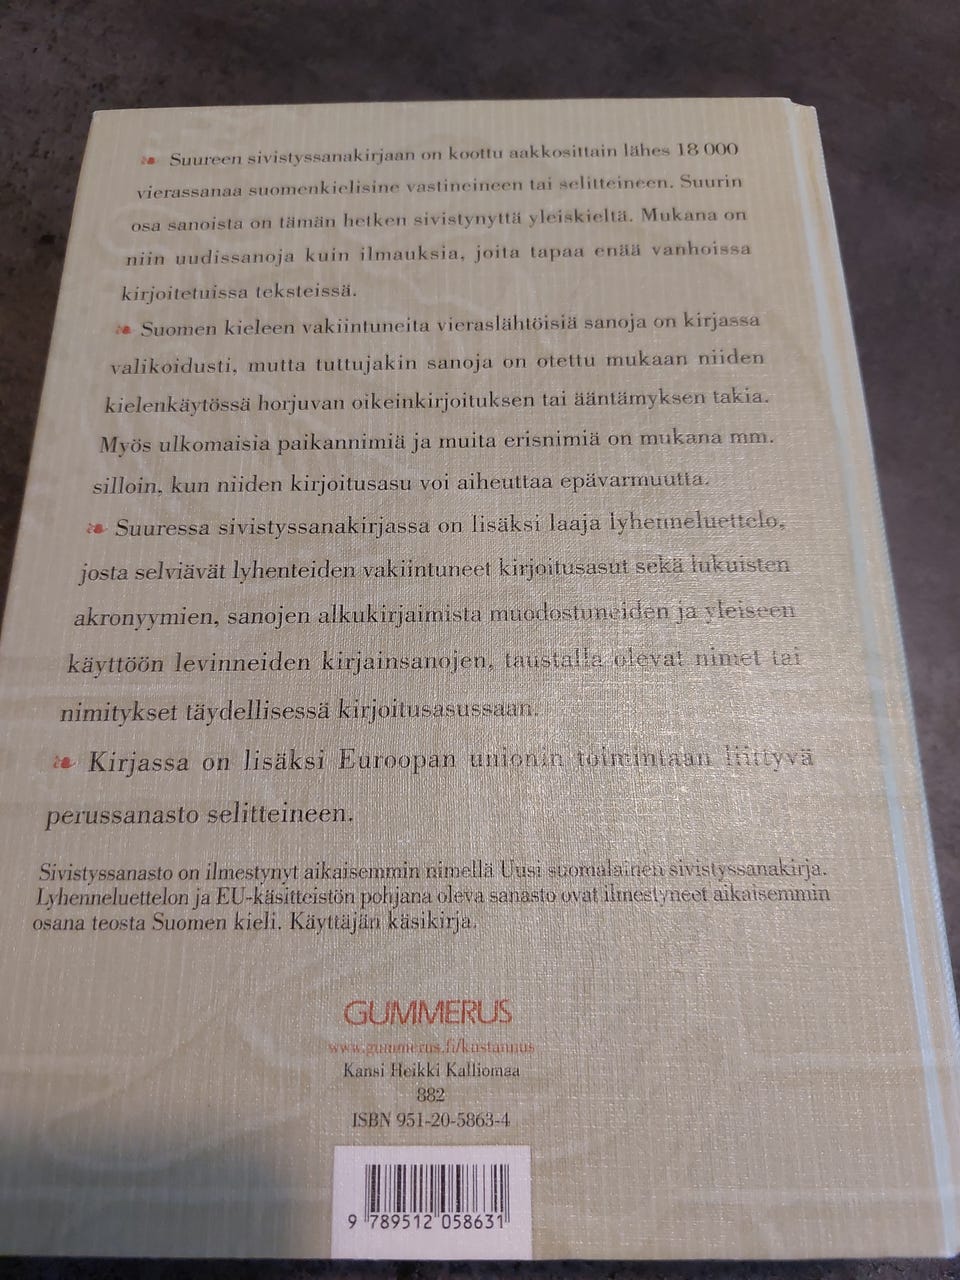 Suureen sivistyssanakirjaan on koottu aakkosittain lähes 18 000
vierassanaa suomenkielisine vastineineen tai selitteineen. Suurin
osa sanoista on tämän hetken sivistynyttä yleiskieltä. Mukana on
niin uudissanoja kuin ilmauksia, joita tapaa enää vanhoissa
kirjoitetuissa teksteissä.
Suomen kieleen vakiintuneita vieraslähtöisiä sanoja on kirjassa
valikoidusti, mutta tuttujakin sanoja on otettu mukaan niiden
kielenkäytössä horjuvan oikeinkirjoituksen tai ääntämyksen takia.
Myös ulkomaisia paikannimiä ja muita erisnimiä on mukana mm.
silloin, kun niiden kirjoitusasu voi aiheuttaa epävarmuutta.
Suuressa sivistyssanakirjassa on lisäksi laaja lyhenneluettelo,
josta selviävät lyhenteiden vakiintuneet kirjoitusasut sekä lukuisten
akronyymien, sanojen alkukirjaimista muodostuneiden ja yleiseen
käyttöön levinneiden kirjainsanojen, taustalla olevat nimet tai
nimitykset täydellisessä kirjoitusasussaan.
Kirjassa on lisäksi Euroopan unionin toimintaan liittyvä
perussanasto selitteineen.
Sivistyssanasto on ilmestynyt aikaisemmin nimellä Uusi suomalainen sivistyssanakirja.
Lyhenneluettelon ja EU-käsitteistön pohjana oleva sanasto ovat ilmestyneet aikaisemmin
osana teosta Suomen kieli. Käyttäjän käsikirja.
GUMMERUS
www.gummerus.fi/kustannus
Kansi Heikki Kalliomaa
882
ISBN 951-20-5863-4
9 789512 058631